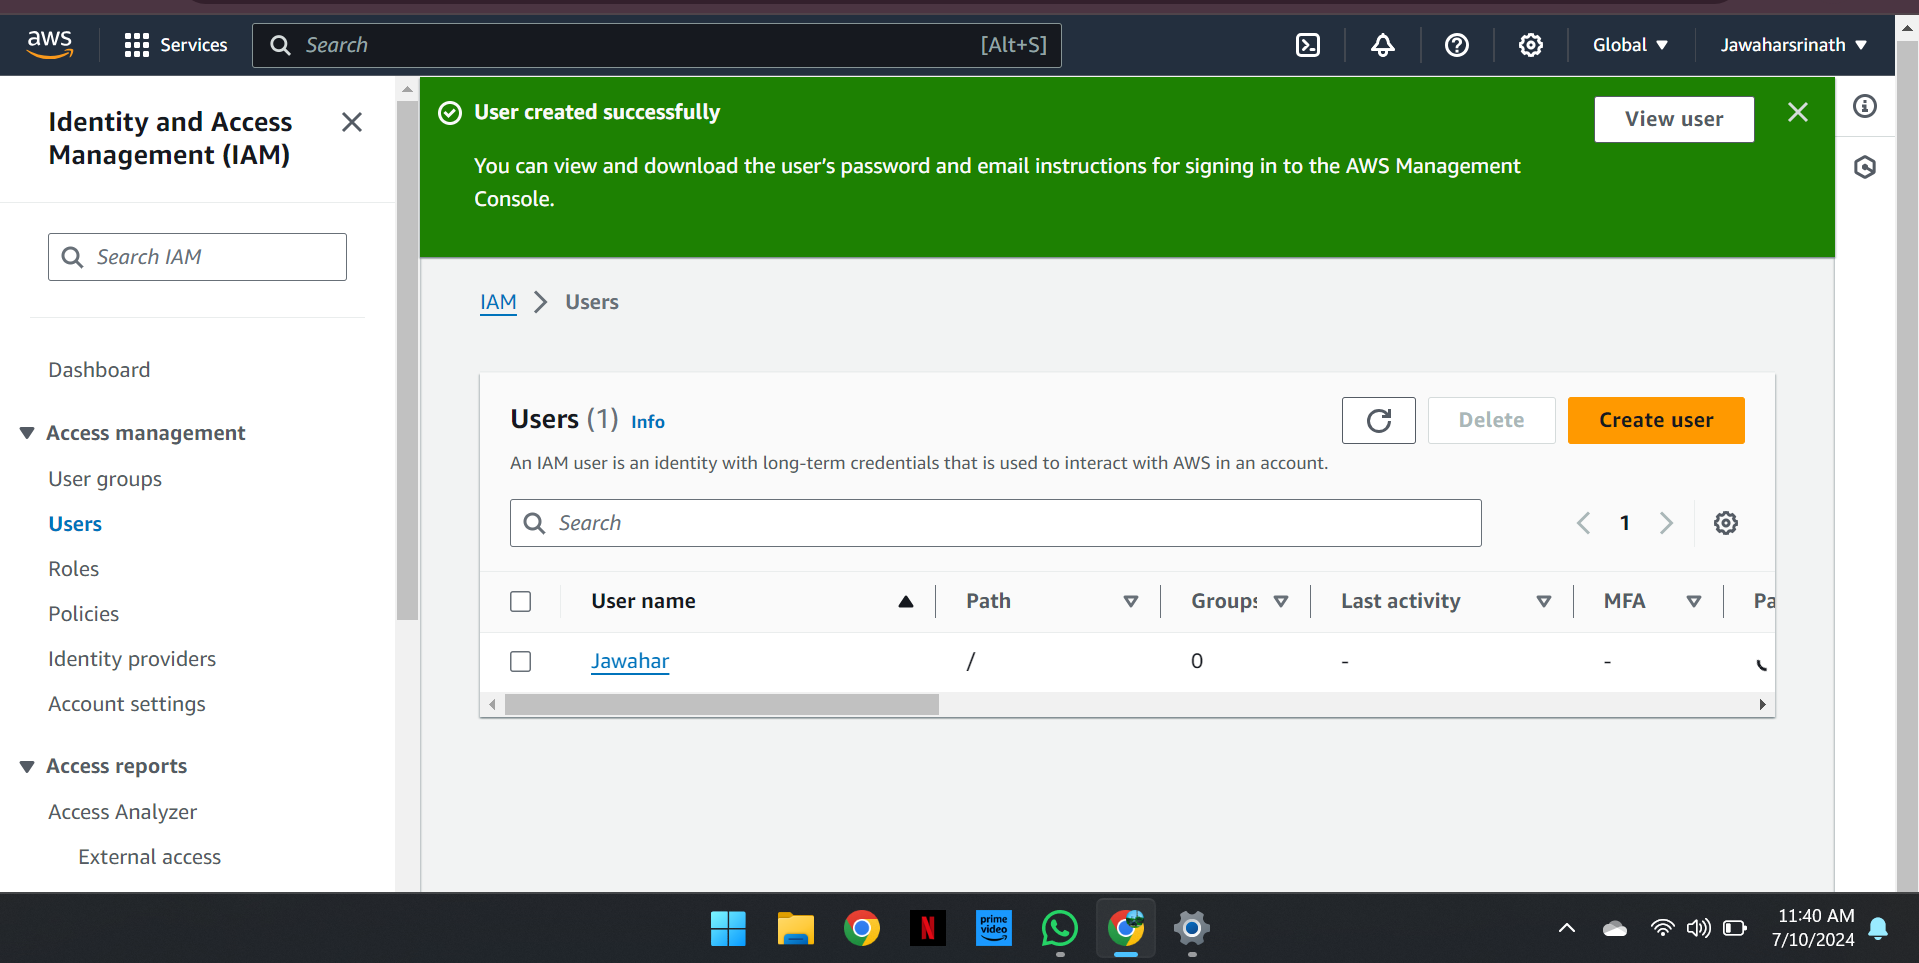 aws
Services
Search
[Alt+S]
Global
Jawaharsrinath
Identity and Access
Management (IAM)
Search IAM
Dashboard
Access management
User groups
Users
Roles
Policies
Identity providers
Account settings
Access reports
Access Analyzer
External access
User created successfully
View user
You can view and download the user's password and email instructions for signing in to the AWS Management
Console.
IAM
Users
Users (1) Info
Delete
Create user
An IAM user is an identity with long-term credentials that is used to interact with AWS in an account.
Search
1
User name
Path
Groups
Last activity
MFA
Pa
Jawahar
/
0
-
-
N
prime
video
11:40 AM
7/10/2024